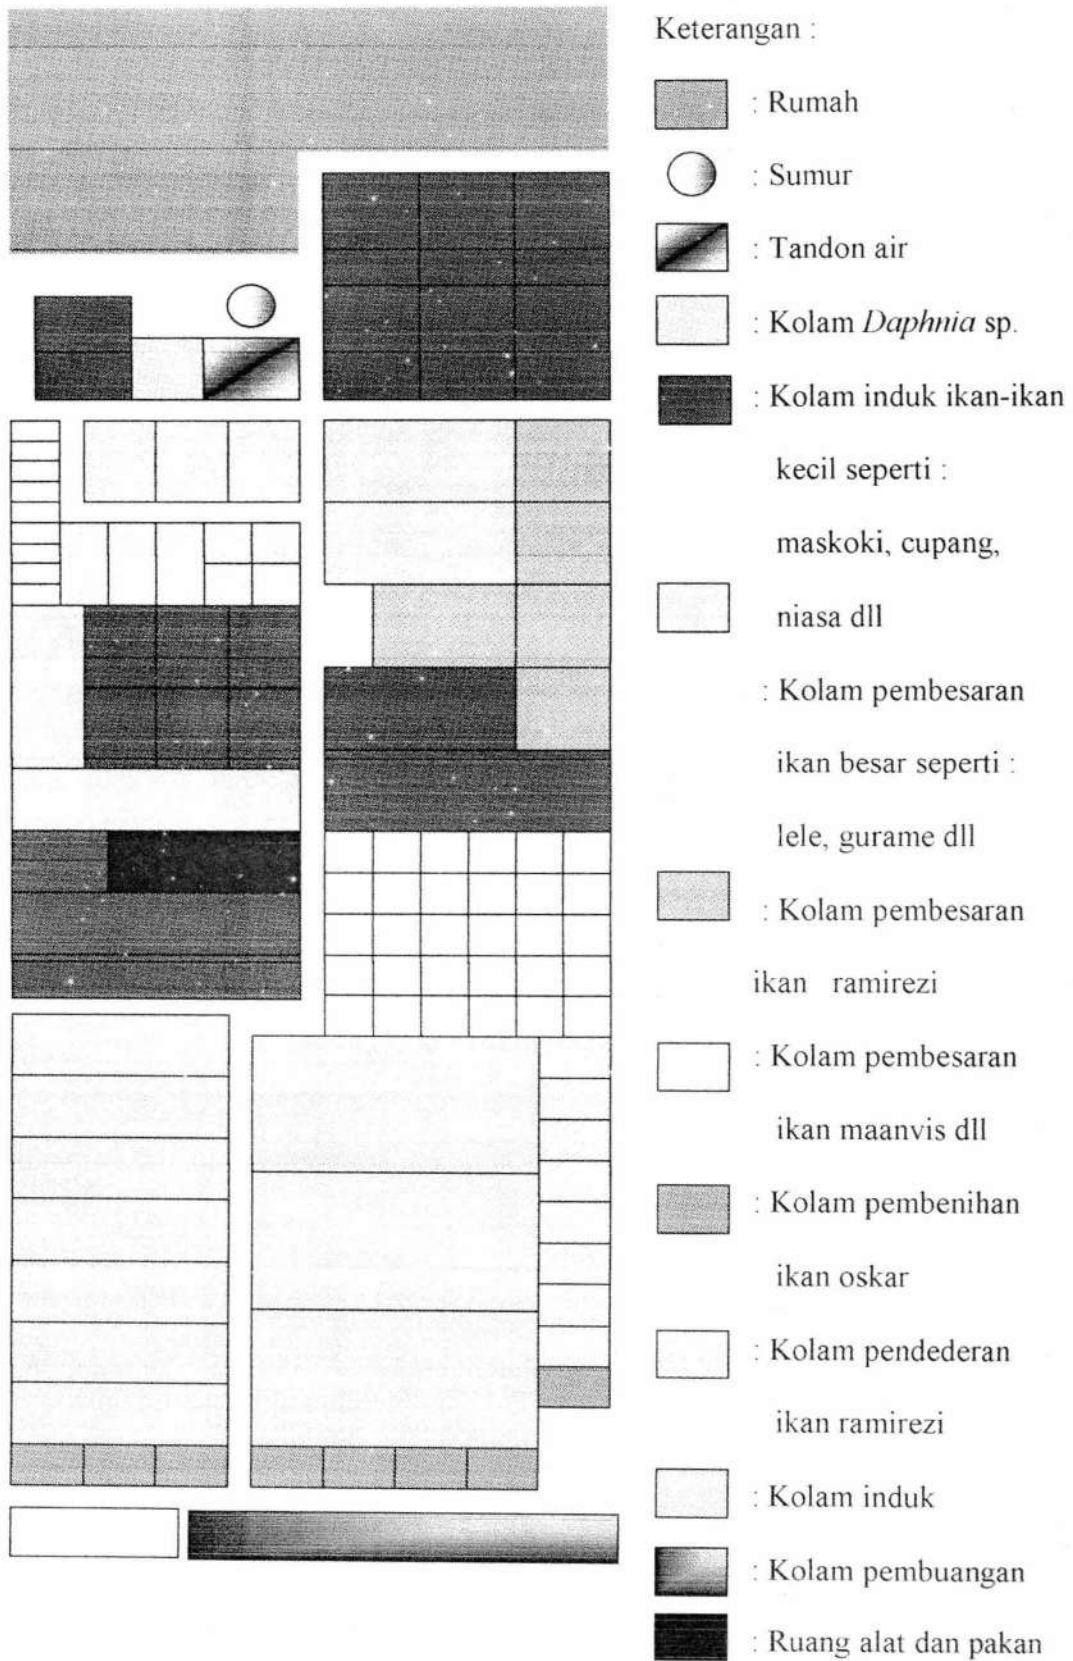 Keterangan :
: Rumah
: Sumur
: Tandon air
: Kolam Daphnia sp.
: Kolam induk ikan-ikan
kecil seperti :
maskoki, cupang,
niasa dll
: Kolam pembesaran
ikan besar seperti :
lele, gurame dll
: Kolam pembesaran
ikan ramirezi
: Kolam pembesaran
ikan maanvis dll
: Kolam pembenihan
ikan oskar
: Kolam pendederan
ikan ramirezi
: Kolam induk
: Kolam pembuangan
: Ruang alat dan pakan